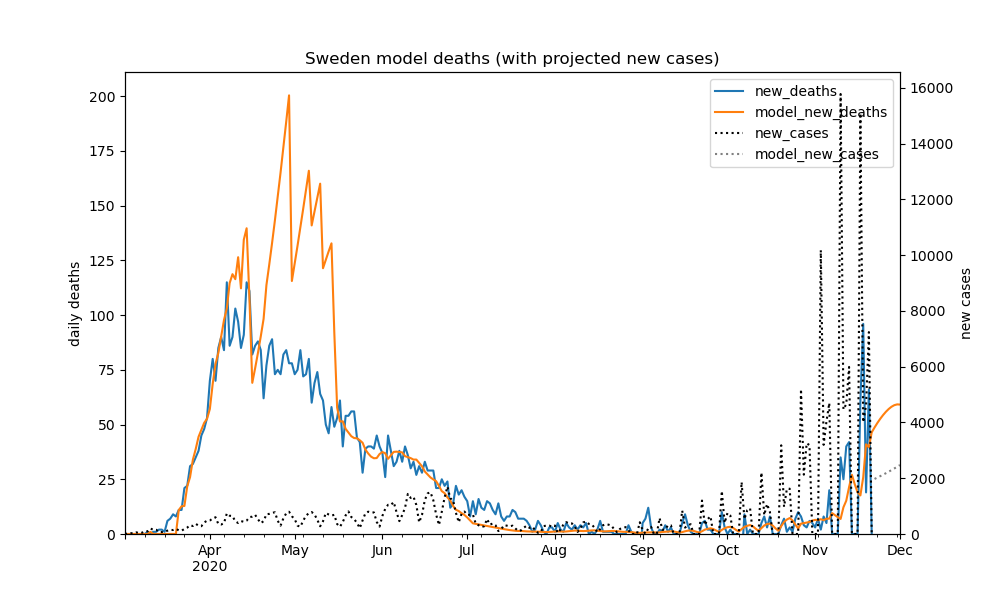 Sweden model deaths (with projected new cases)
new_deaths
model_new_deaths
new_cases
model_new_cases
daily deaths
new cases
200
175
150
125
100
75
50
25
0
16000
14000
12000
10000
8000
6000
4000
2000
0
Apr May Jun Jul Aug Sep Oct Nov Dec
2020